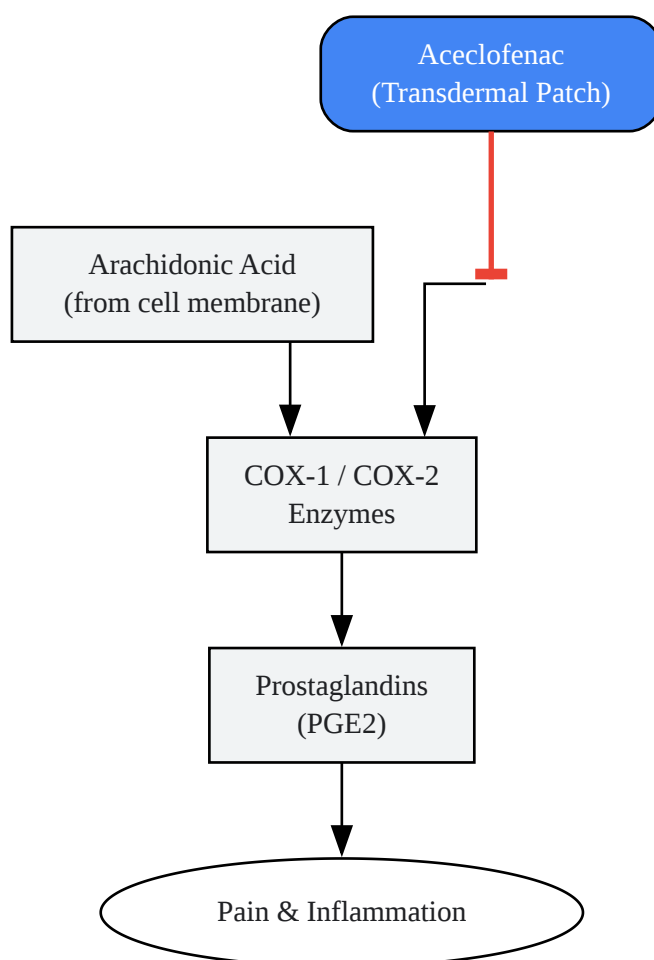 Aceclofenac
(Transdermal Patch)
Arachidonic Acid
(from cell membrane)
COX-1 / COX-2
Enzymes
Prostaglandins
(PGE2)
Pain & Inflammation